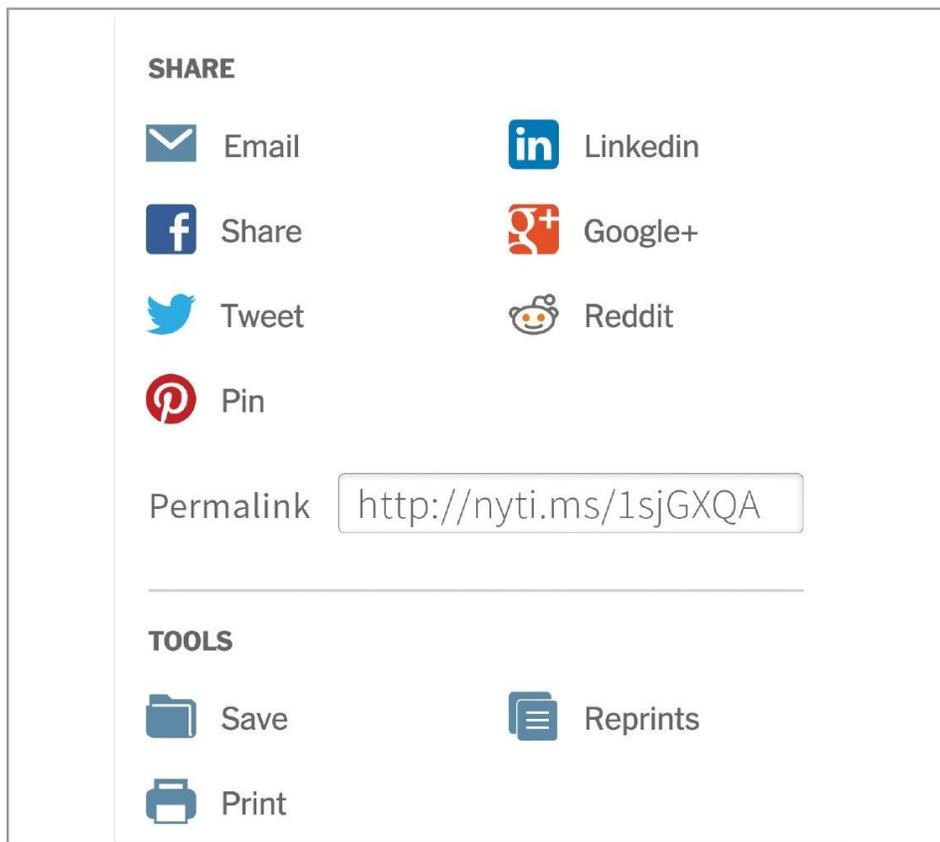 SHARE
Email
Linkedin
Share
Google+
Tweet
Reddit
Pin
Permalink http://nyti.ms/1sjGXQA
TOOLS
Save
Reprints
Print